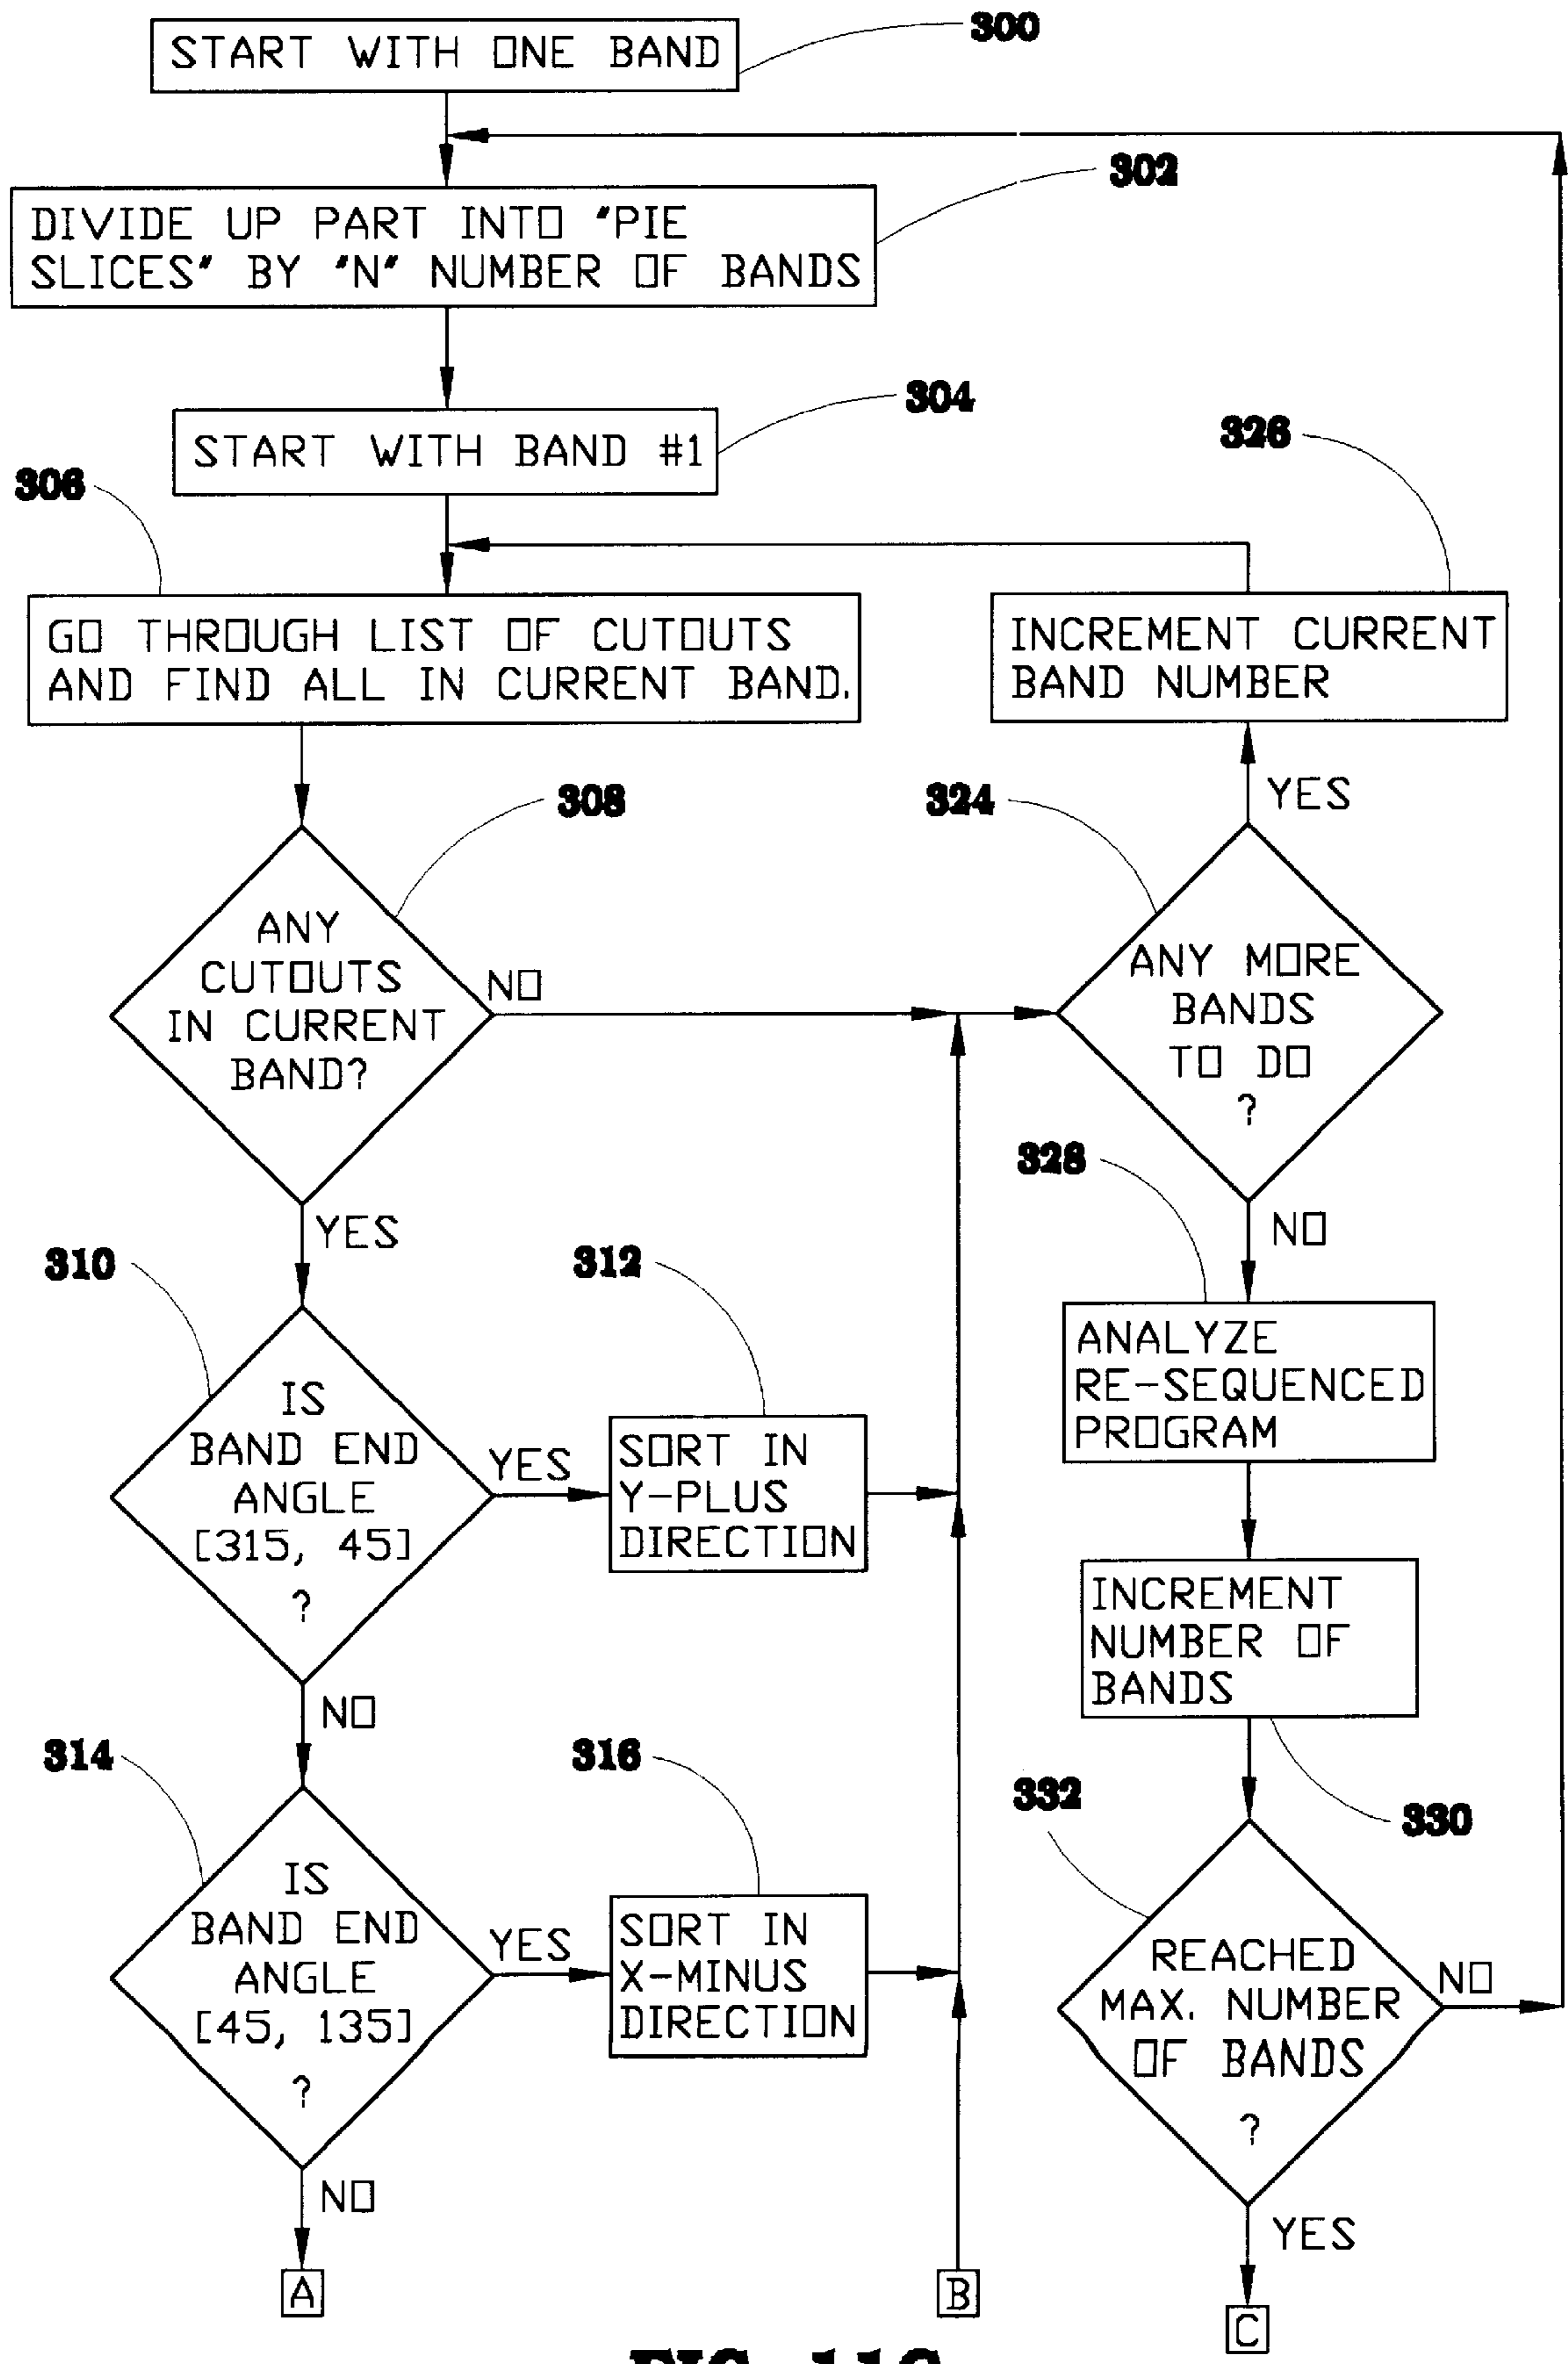 START WITH ONE BAND
300
302
DIVIDE UP PART INTO "PIE
SLICES" BY "N" NUMBER OF BANDS
304
START WITH BAND #1
326
306
GO THROUGH LIST OF CUTOUTS
AND FIND ALL IN CURRENT BAND.
INCREMENT CURRENT
BAND NUMBER
YES
308
324
ANY
CUTOUTS
IN CURRENT
BAND?
NO
ANY MORE
BANDS
TO DO
?
328
YES
NO
310
312
IS
BAND END
ANGLE
[315, 45]
?
YES
SORT IN
Y-PLUS
DIRECTION
ANALYZE
RE-SEQUENCED
PROGRAM
INCREMENT
NUMBER OF
BANDS
NO
314
316
332
330
IS
BAND END
ANGLE
[45, 135]
?
YES
SORT IN
X-MINUS
DIRECTION
REACHED
MAX. NUMBER
OF BANDS
?
NO
NO
YES
A
B
C